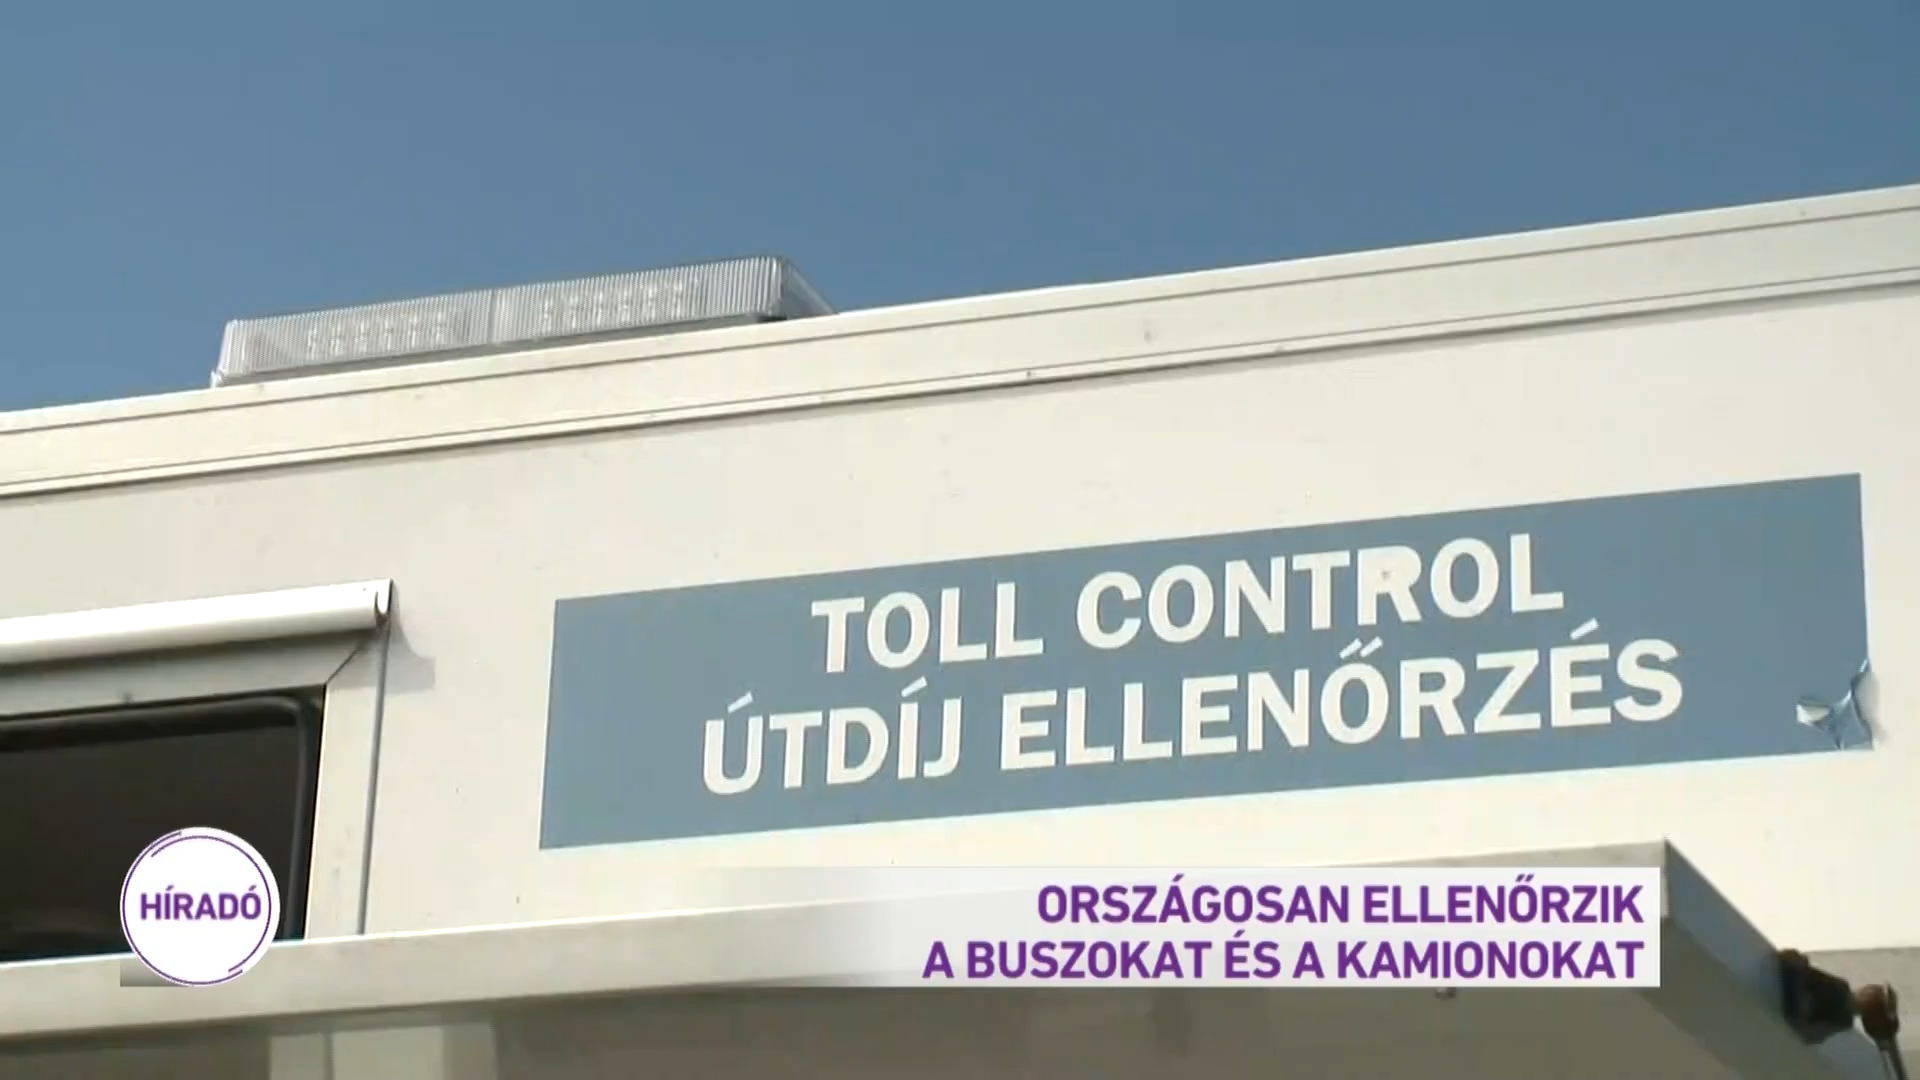 TOLL CONTROL
ÚTDÍJ ELLENŐRZÉS
HÍRADÓ
ORSZÁGOSAN ELLENŐRZIK
A BUSZOKAT ÉS A KAMIONOKAT